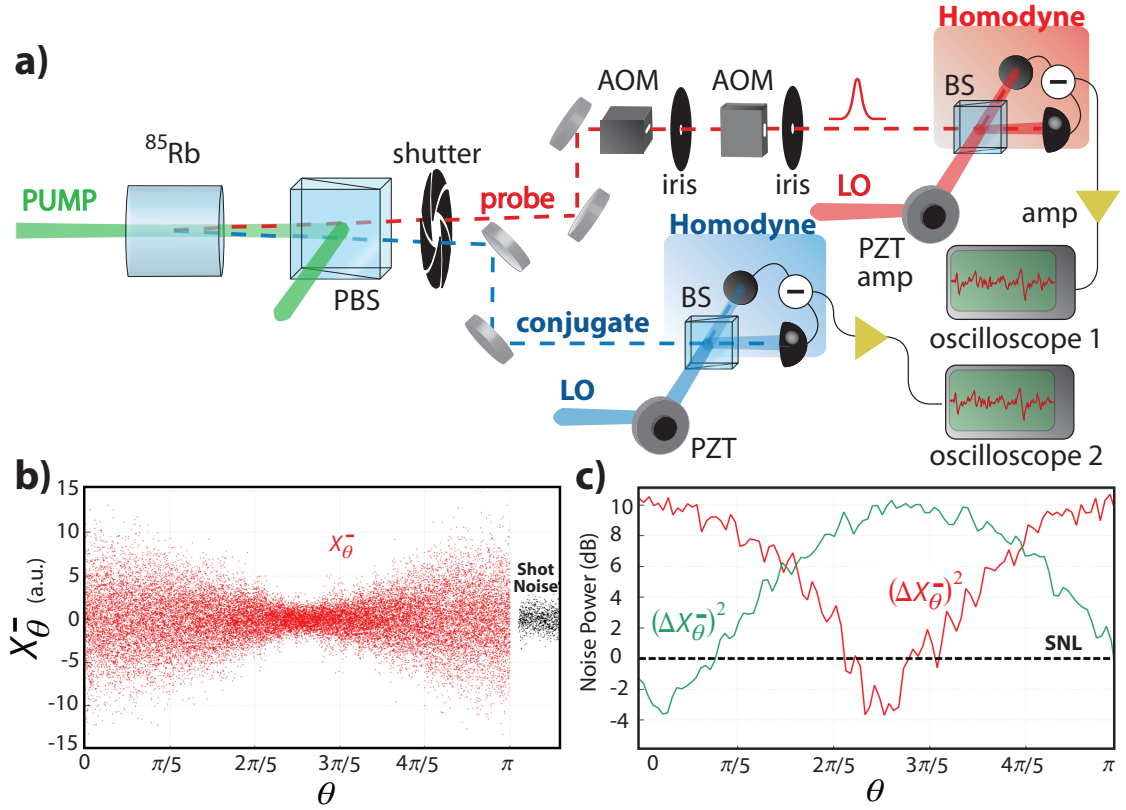 a)
Homodyne
AOM
AOM
BS
⁸⁵Rb
shutter
PUMP
probe
iris
iris
LO
amp
Homodyne
PZT
amp
PBS
BS
conjugate
oscilloscope 1
LO
PZT
oscilloscope 2
b)
15
10
5
0
-5
-10
-15
X⁻θ (a.u.)
X⁻θ
Shot
Noise
0
π/5
2π/5
3π/5
4π/5
π
θ
c)
10
8
6
4
2
0
-2
-4
Noise Power (dB)
(ΔX⁻θ)²
(ΔX⁻θ)²
SNL
0
π/5
2π/5
3π/5
4π/5
π
θ